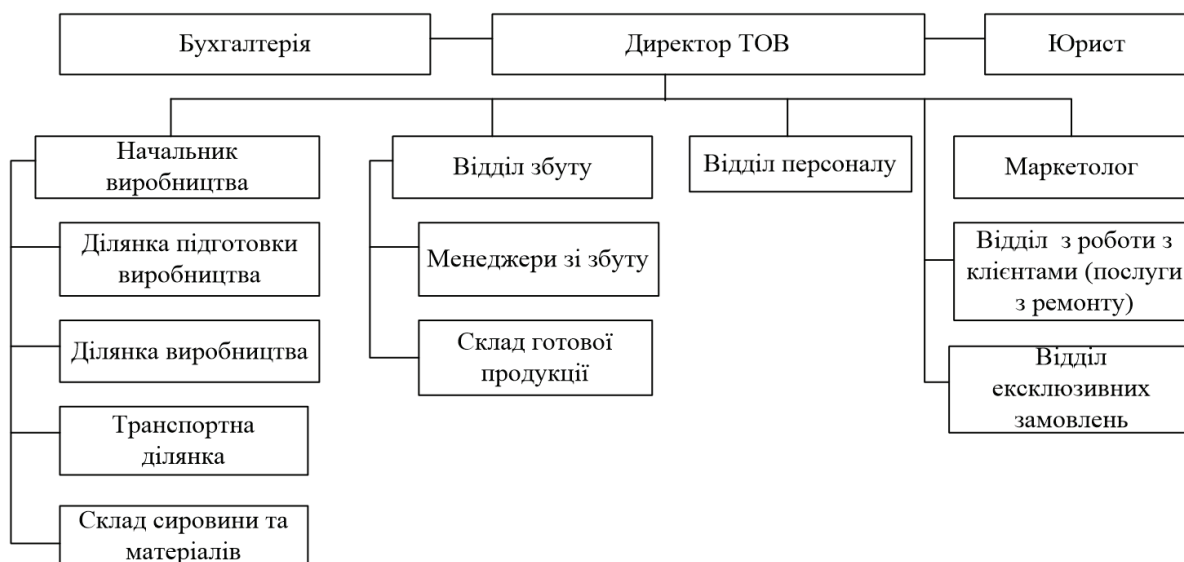 Бухгалтерія
Директор ТОВ
Юрист
Начальник
виробництва
Відділ збуту
Відділ персоналу
Маркетолог
Ділянка підготовки
виробництва
Менеджери зі збуту
Відділ з роботи з
клієнтами (послуги
з ремонту)
Ділянка виробництва
Склад готової
продукції
Відділ
ексклюзивних
замовлень
Транспортна
ділянка
Склад сировини та
матеріалів